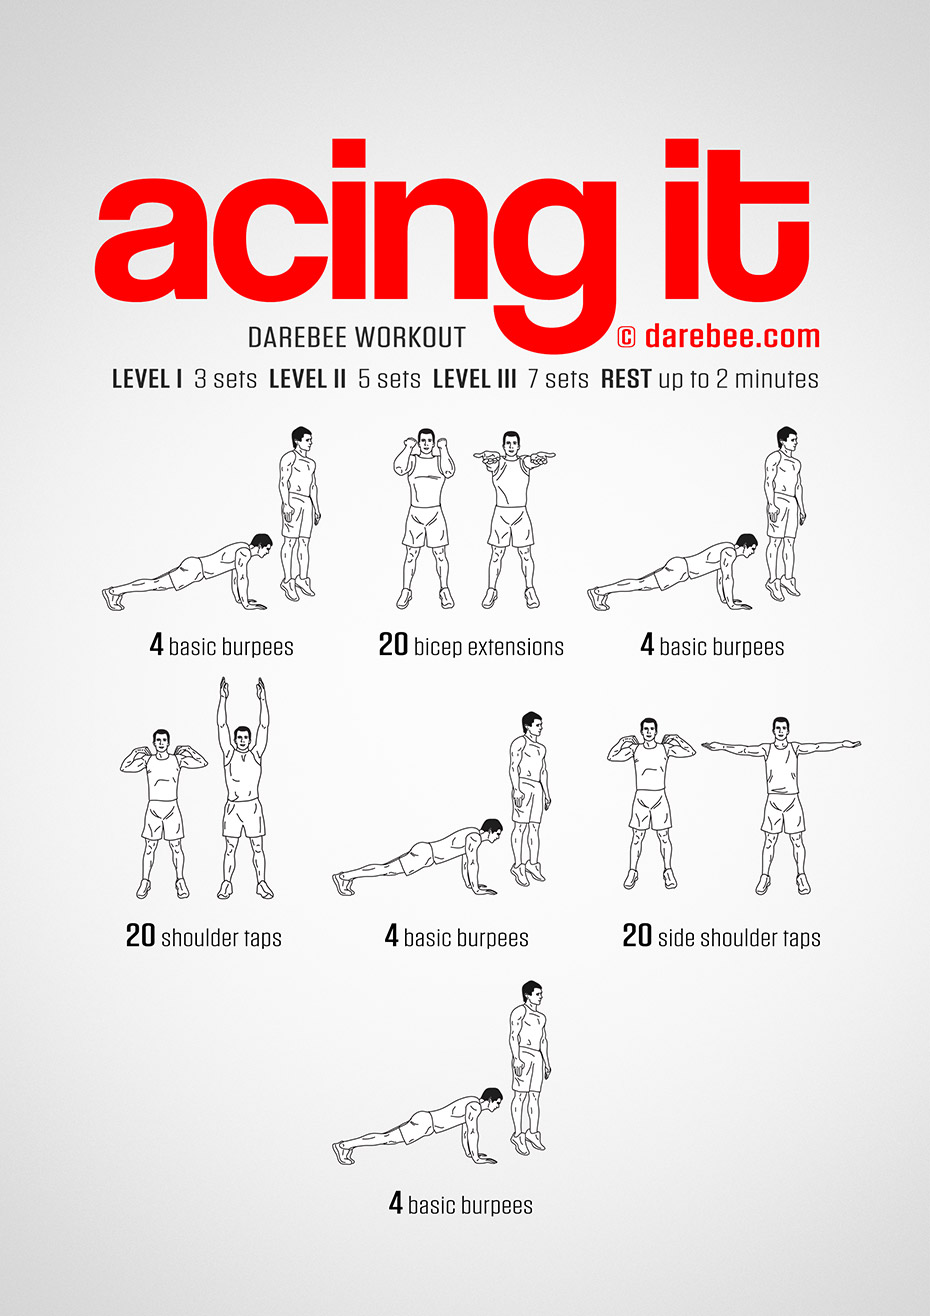 acing it
DAREBEE WORKOUT © darebee.com
LEVEL I 3 sets LEVEL II 5 sets LEVEL III 7 sets REST up to 2 minutes
4 basic burpees
20 bicep extensions
4 basic burpees
20 shoulder taps
4 basic burpees
20 side shoulder taps
4 basic burpees